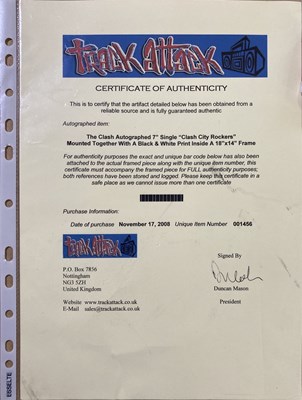 TRACK ATTACK
CERTIFICATE OF AUTHENTICITY
This is to certify that the artifact detailed below has been obtained from a
reliable source and is fully guaranteed authentic.
Autographed item:
The Clash Autographed 7" Single "Clash City Rockers"
Mounted Together With A Black & White Print Inside A 18"x14" Frame
For authenticity purposes the exact and unique bar code below has also been
attached to the actual framed piece along with the unique item number, this
certificate must accompany the framed piece for FULL authenticity purposes;
both references have been stored and logged. Please keep this certificate in a
safe place as we cannot issue more than one certificate
Purchase Information:
Date of purchase November 17, 2008 Unique Item Number 001456
TRACK ATTACK
Signed By
P.O. Box 7836
Nottingham
NG3 5ZH
United Kingdom
Duncan Mason
Website www.trackattack.co.uk
President
E-Mail sales@trackattack.co.uk
ESSELTE